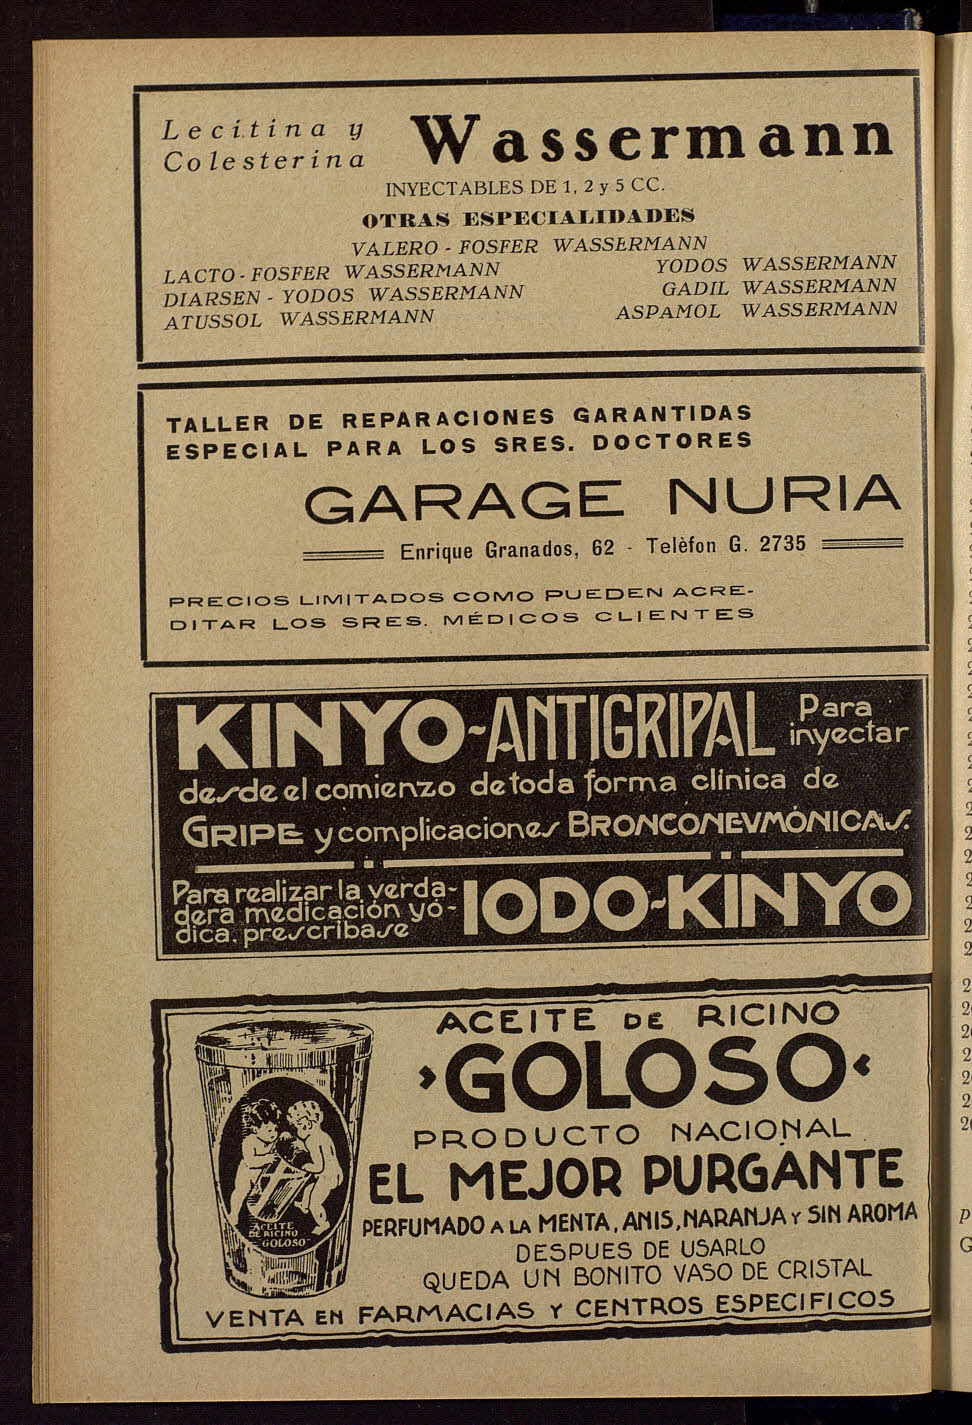 Lecitina y
Colesterina
Wassermann
INYECTABLES DE 1, 2 y 5 CC.
OTRAS ESPECIALIDADES
VALERO - FOSFER WASSERMANN
LACTO - FOSFER WASSERMANN
YODOS WASSERMANN
DIARSEN - YODOS WASSERMANN
GADIL WASSERMANN
ATUSSOL WASSERMANN
ASPAMOL WASSERMANN
TALLER DE REPARACIONES GARANTIDAS
ESPECIAL PARA LOS SRES. DOCTORES
GARAGE NURIA
Enrique Granados, 62 - Telèfon G. 2735
PRECIOS LIMITADOS COMO PUEDEN ACRE-
DITAR LOS SRES. MÉDICOS CLIENTES
KINYO-ANTIGRIPAL
Para
inyectar
desde el comienzo de toda forma clínica de
GRIPE y complicaciones BRONCONEVMÓNICAS.
Para realizar la verda-
dera medicación yó-
dica, prescríbase
IODO-KINYO
ACEITE DE RICINO
›GOLOSO‹
PRODUCTO NACIONAL
EL MEJOR PURGANTE
PERFUMADO A LA MENTA, ANIS, NARANJA Y SIN AROMA
DESPUES DE USARLO
QUEDA UN BONITO VASO DE CRISTAL
VENTA EN FARMACIAS Y CENTROS ESPECIFICOS
ACEITE
DE RICINO
GOLOSO